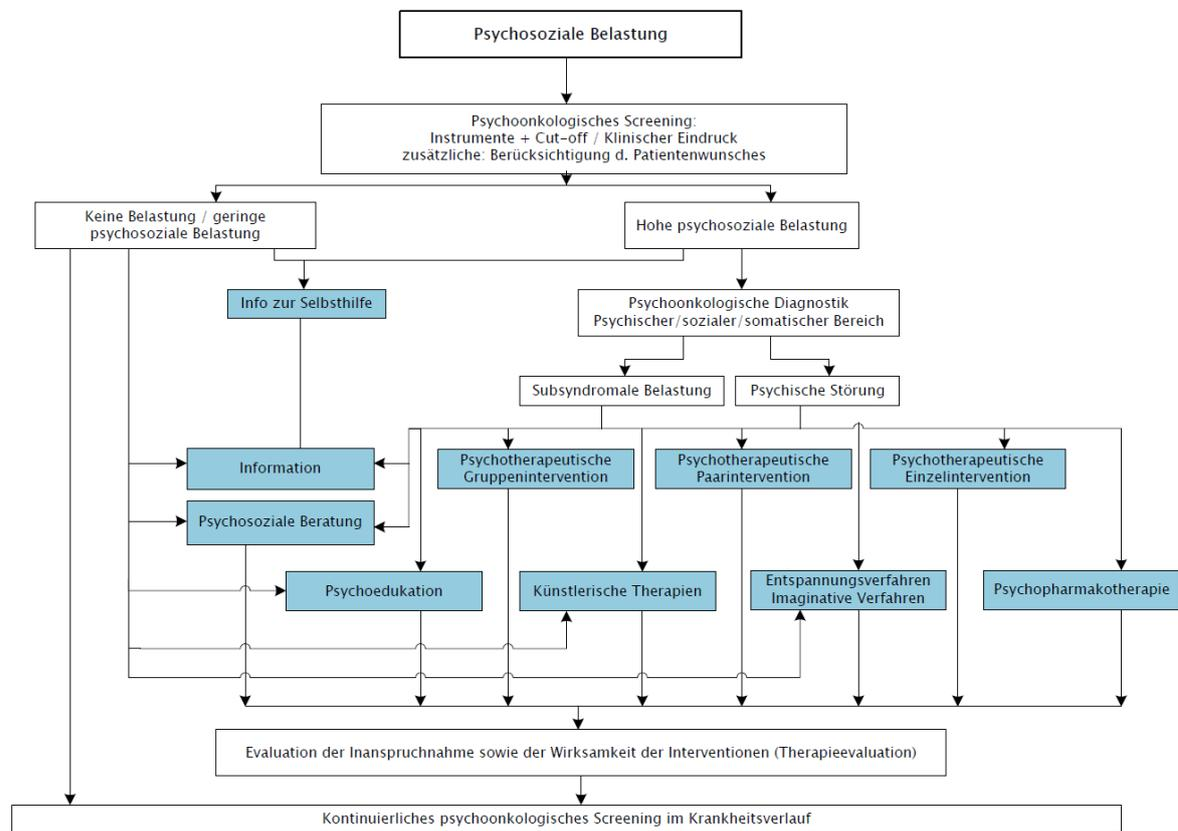 Psychosoziale Belastung
Psychoonkologisches Screening:
Instrumente + Cut-off / Klinischer Eindruck
zusätzliche: Berücksichtigung d. Patientenwunsches
Keine Belastung / geringe
psychosoziale Belastung
Hohe psychosoziale Belastung
Info zur Selbsthilfe
Psychoonkologische Diagnostik
Psychischer/sozialer/somatischer Bereich
Subsyndromale Belastung
Psychische Störung
Information
Psychotherapeutische
Gruppenintervention
Psychotherapeutische
Paarintervention
Psychotherapeutische
Einzelintervention
Psychosoziale Beratung
Psychoedukation
Künstlerische Therapien
Entspannungsverfahren
Imaginative Verfahren
Psychopharmakotherapie
Evaluation der Inanspruchnahme sowie der Wirksamkeit der Interventionen (Therapieevaluation)
Kontinuierliches psychoonkologisches Screening im Krankheitsverlauf